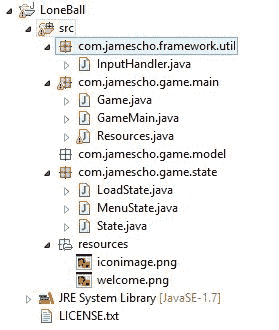 LoneBall
src
com.jamescho.framework.util
InputHandler.java
com.jamescho.game.main
Game.java
GameMain.java
Resources.java
com.jamescho.game.model
com.jamescho.game.state
LoadState.java
MenuState.java
State.java
resources
iconimage.png
welcome.png
JRE System Library [JavaSE-1.7]
LICENSE.txt